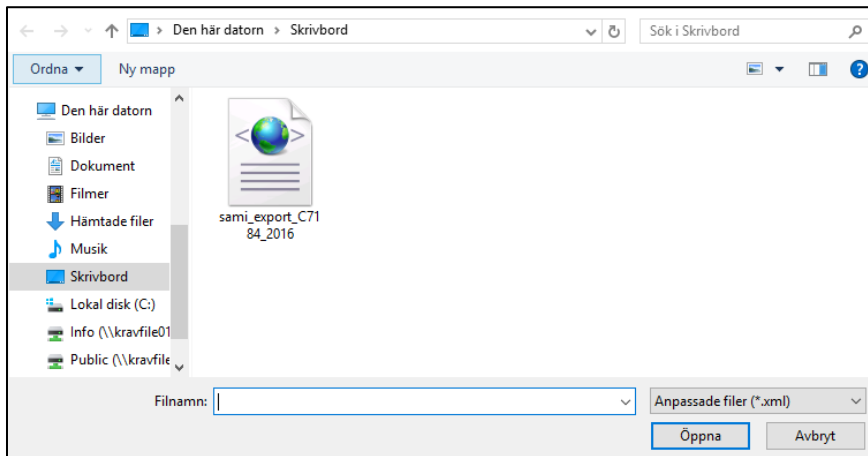 Den här datorn > Skrivbord
Sök i Skrivbord
Ordna
Ny mapp
?
Den här datorn
Bilder
Dokument
Filmer
Hämtade filer
Musik
Skrivbord
Lokal disk (C:)
Info (\\kravfile01
Public (\\kravfile
sami_export_C71
84_2016
Filnamn:
Anpassade filer (*.xml)
Öppna
Avbryt